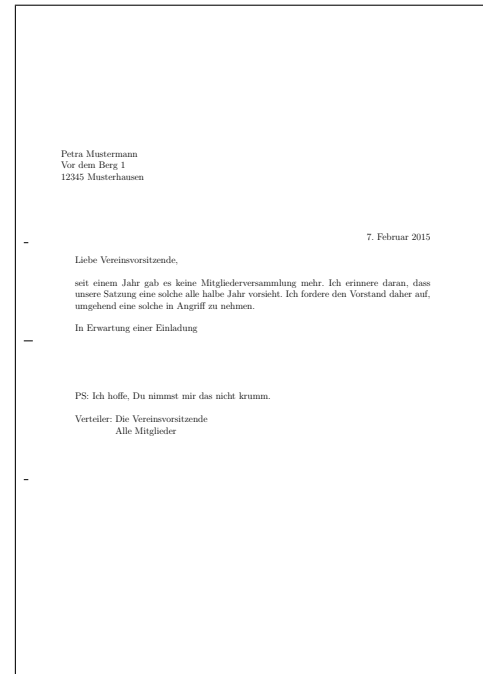 Petra Mustermann
Vor dem Berg 1
12345 Musterhausen
7. Februar 2015
Liebe Vereinsvorsitzende,
seit einem Jahr gab es keine Mitgliederversammlung mehr. Ich erinnere daran, dass
unsere Satzung eine solche alle halbe Jahr vorsieht. Ich fordere den Vorstand daher auf,
umgehend eine solche in Angriff zu nehmen.
In Erwartung einer Einladung
PS: Ich hoffe, Du nimmst mir das nicht krumm.
Verteiler: Die Vereinsvorsitzende
Alle Mitglieder